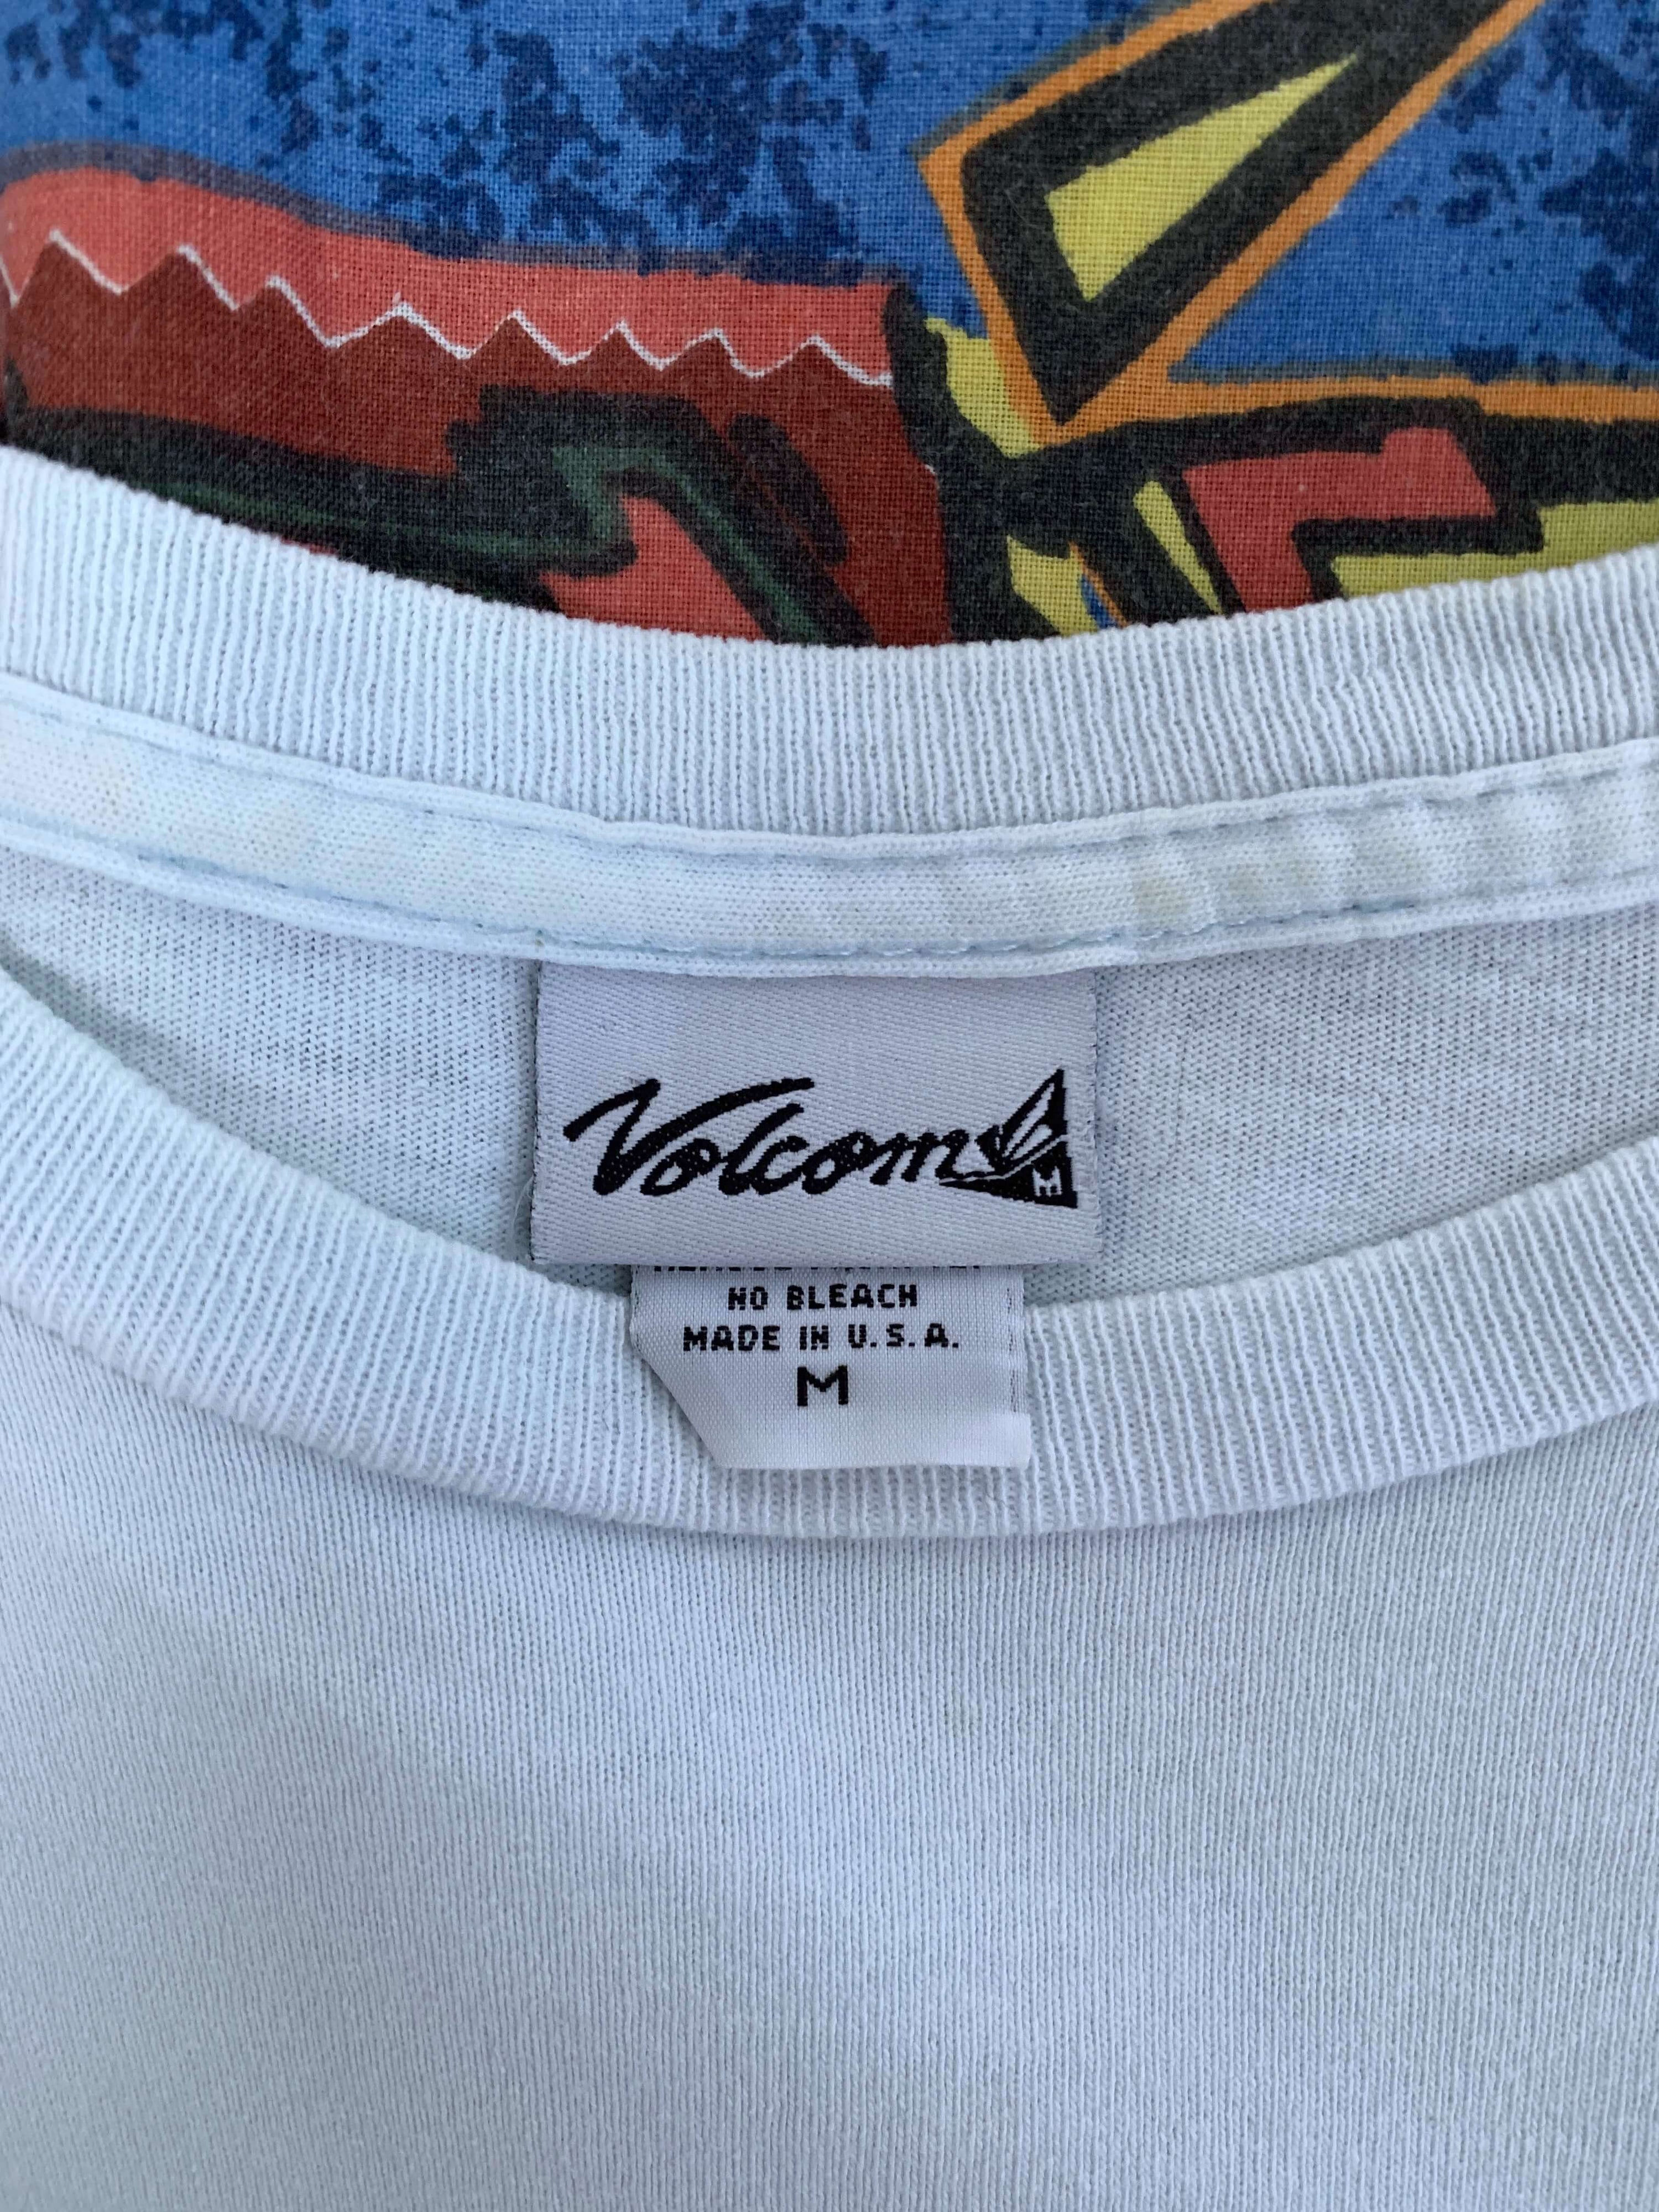 Volcom
NO BLEACH
MADE IN U.S.A.
M